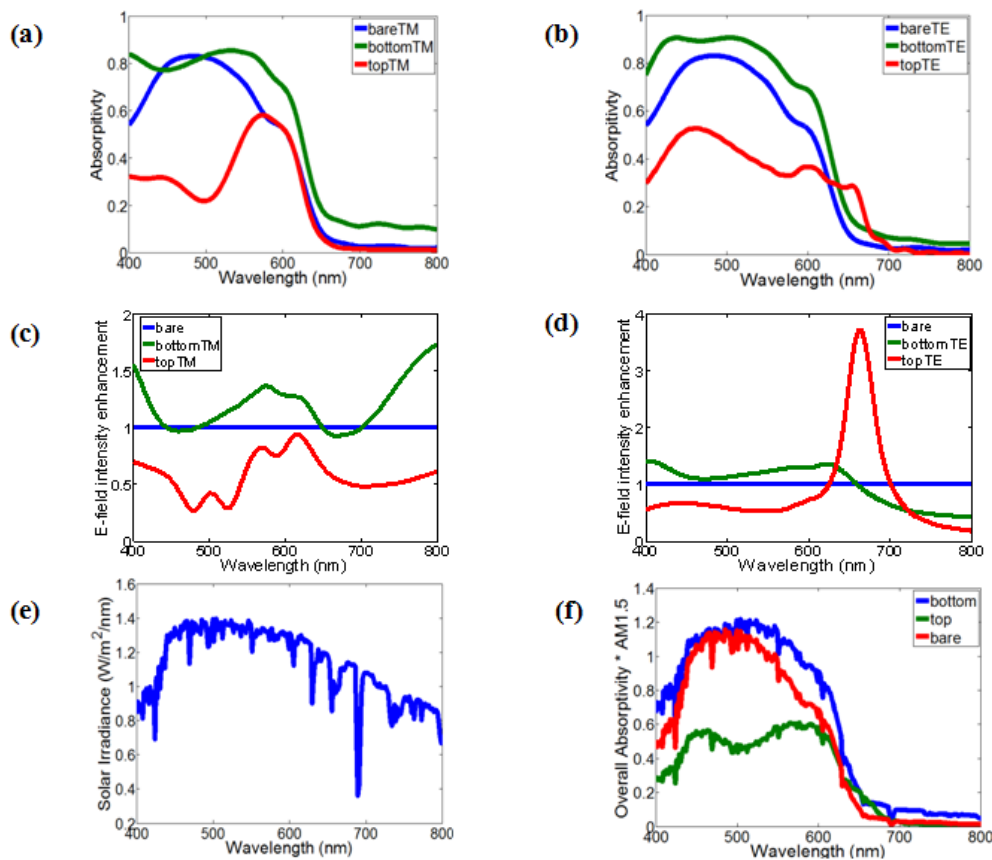 (a)
1
0.8
0.6
0.4
0.2
0
Absorpitivty
bareTM
bottomTM
topTM
400 500 600 700 800
Wavelength (nm)
(b)
1
0.8
0.6
0.4
0.2
0
Absorpitivty
bareTE
bottomTE
topTE
400 500 600 700 800
Wavelength (nm)
(c)
2
1.5
1
0.5
0
E-field intensity enhancement
bare
bottomTM
topTM
400 500 600 700 800
Wavelength (nm)
(d)
4
3
2
1
0
E-field intensity enhancement
bare
bottomTE
topTE
400 500 600 700 800
Wavelength (nm)
(e)
1.6
1.4
1.2
1
0.8
0.6
0.4
0.2
Solar Irradiance (W/m²/nm)
400 500 600 700 800
Wavelength (nm)
(f)
1.4
1.2
1
0.8
0.6
0.4
0.2
0
Overall Absorptivity * AM1.5
bottom
top
bare
400 500 600 700 800
Wavelength (nm)